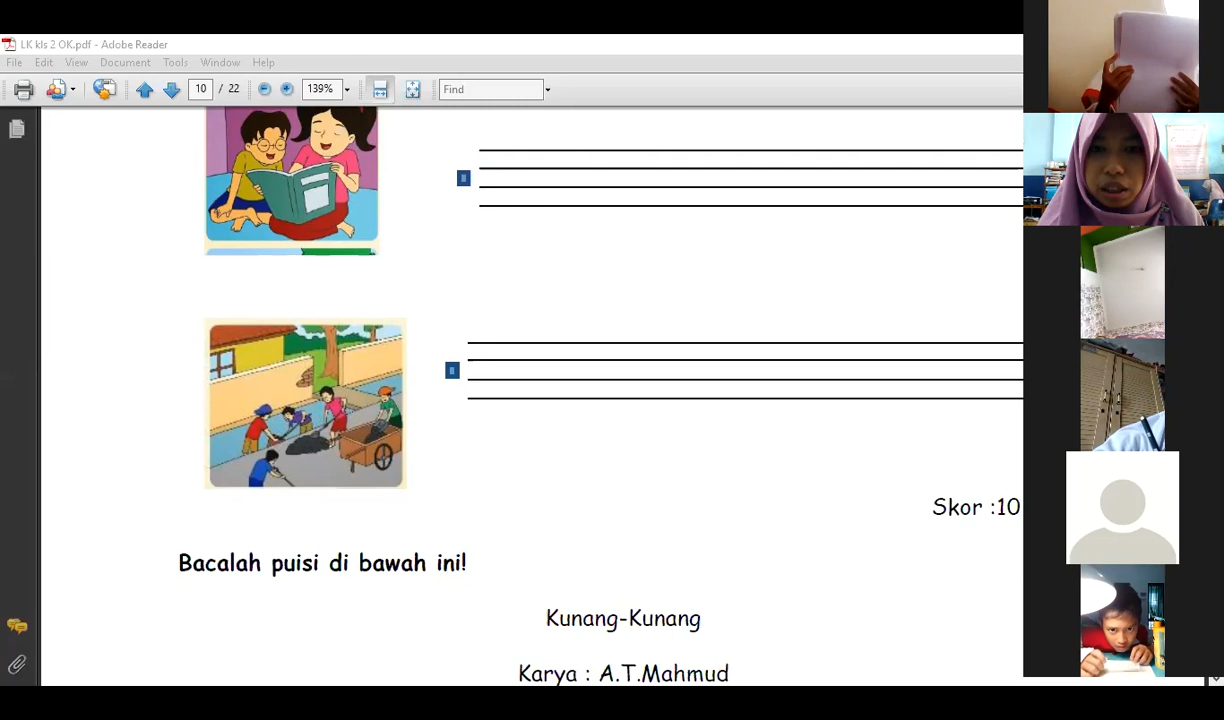 LK kls 2 OK.pdf - Adobe Reader
File Edit View Document Tools Window Help
10 / 22 139% Find
Skor :10
Bacalah puisi di bawah ini!
Kunang-Kunang
Karya : A.T.Mahmud